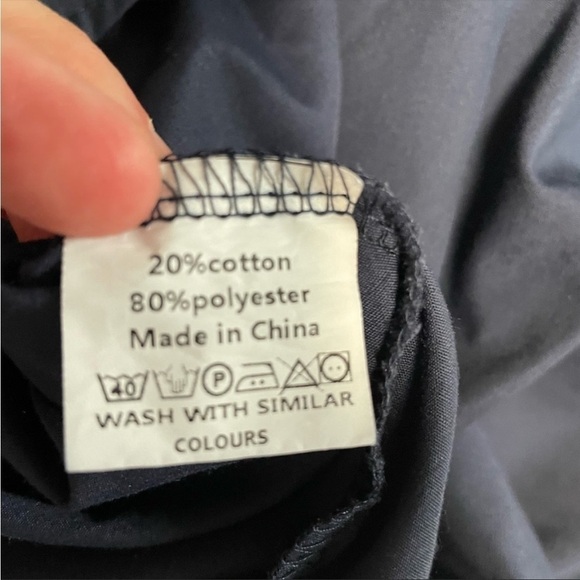 20%cotton
80%polyester
Made in China
40 P
WASH WITH SIMILAR
COLOURS